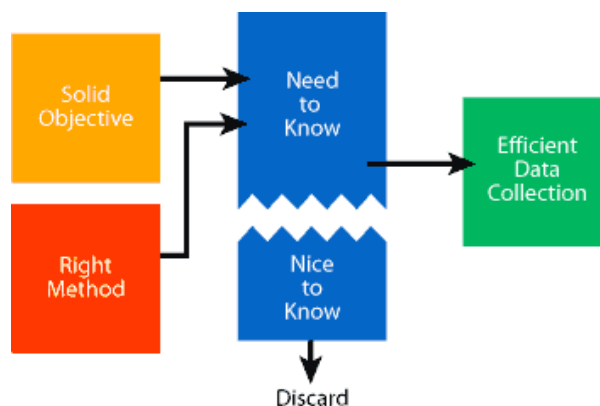 Solid
Objective
Right
Method
Need
to
Know
Nice
to
Know
Discard
Efficient
Data
Collection